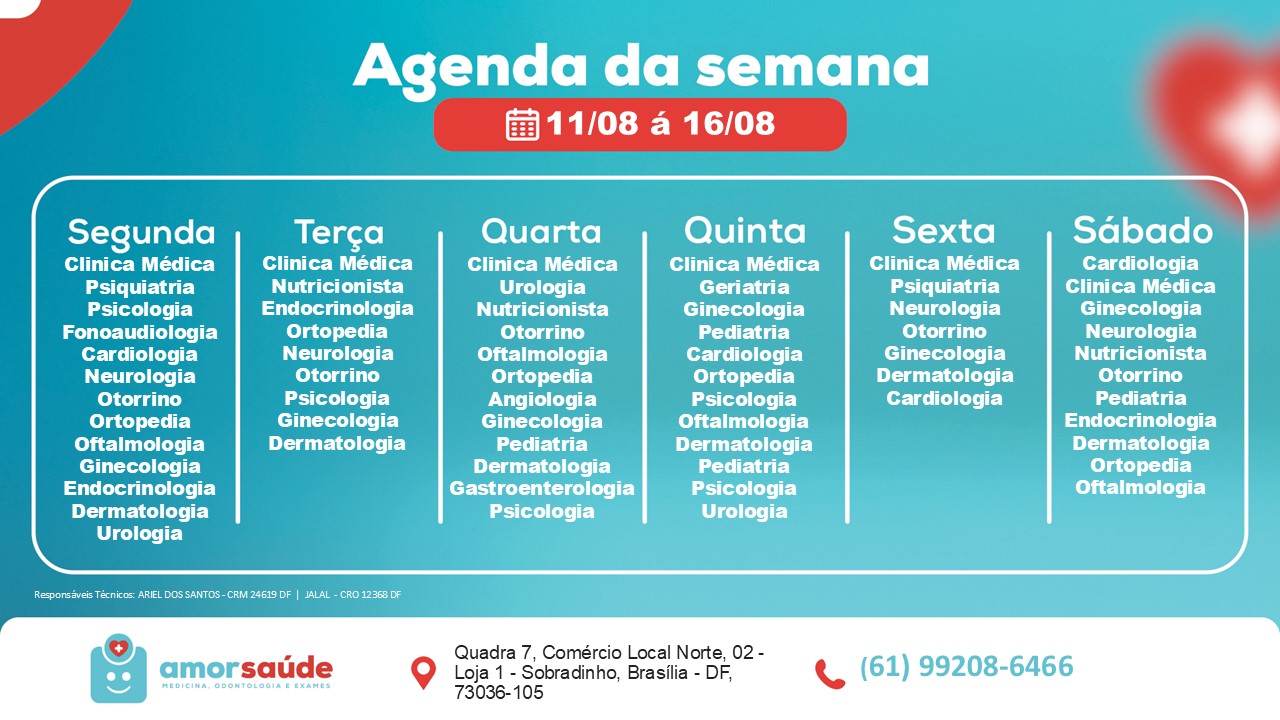 Agenda da semana
11/08 á 16/08
Segunda
Clinica Médica
Psiquiatria
Psicologia
Fonoaudiologia
Cardiologia
Neurologia
Otorrino
Ortopedia
Oftalmologia
Ginecologia
Endocrinologia
Dermatologia
Urologia
Terça
Clinica Médica
Nutricionista
Endocrinologia
Ortopedia
Neurologia
Otorrino
Psicologia
Ginecologia
Dermatologia
Quarta
Clinica Médica
Urologia
Nutricionista
Otorrino
Oftalmologia
Ortopedia
Angiologia
Ginecologia
Pediatria
Dermatologia
Gastroenterologia
Psicologia
Quinta
Clinica Médica
Geriatria
Ginecologia
Pediatria
Cardiologia
Ortopedia
Psicologia
Oftalmologia
Dermatologia
Pediatria
Psicologia
Urologia
Sexta
Clinica Médica
Psiquiatria
Neurologia
Otorrino
Ginecologia
Dermatologia
Cardiologia
Sábado
Cardiologia
Clinica Médica
Ginecologia
Neurologia
Nutricionista
Otorrino
Pediatria
Endocrinologia
Dermatologia
Ortopedia
Oftalmologia
Responsáveis Técnicos: ARIEL DOS SANTOS - CRM 24619 DF | JALAL - CRO 12368 DF
amorsaúde
MEDICINA, ODONTOLOGIA E EXAMES
Quadra 7, Comércio Local Norte, 02 -
Loja 1 - Sobradinho, Brasília - DF,
73036-105
(61) 99208-6466